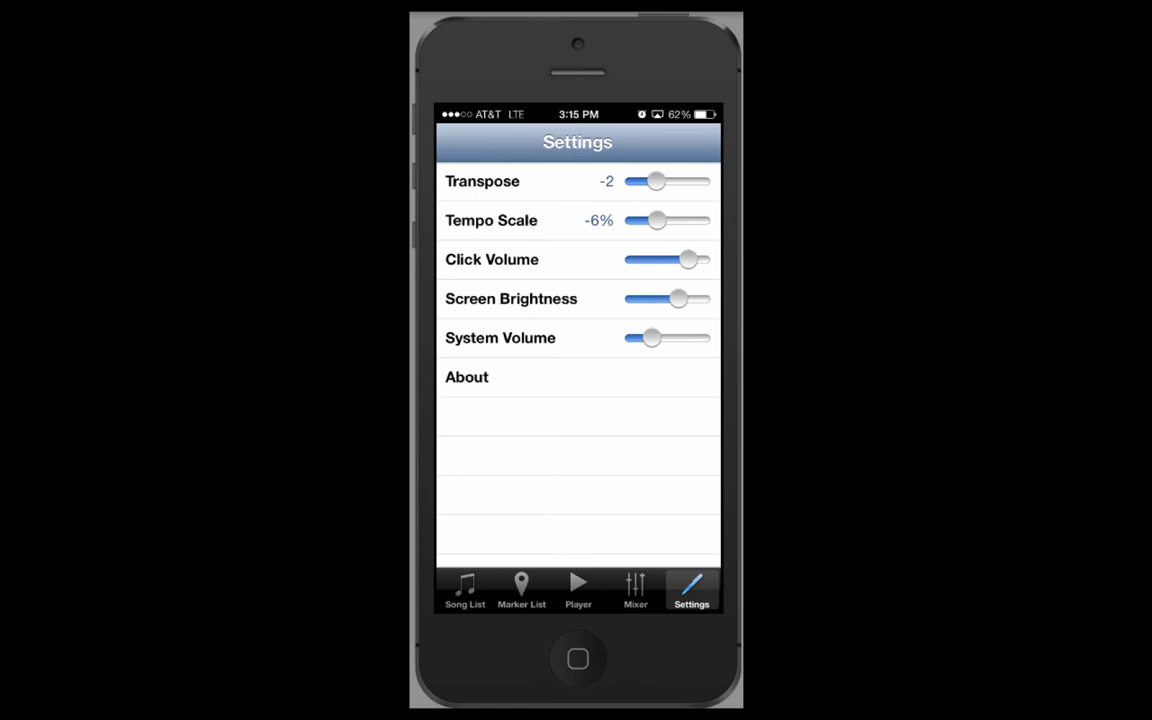 AT&T LTE 3:15 PM 62%
Settings
Transpose -2
Tempo Scale -6%
Click Volume
Screen Brightness
System Volume
About
Song List Marker List Player Mixer Settings